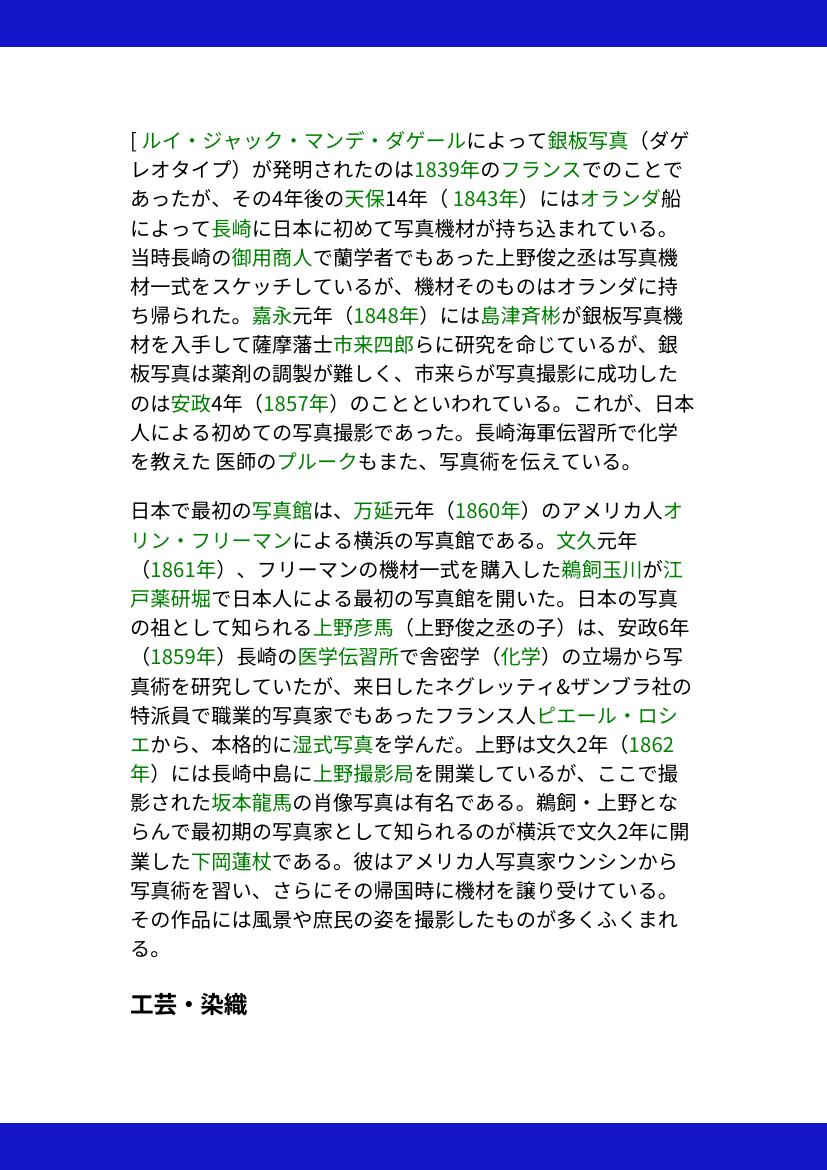 [ ルイ・ジャック・マンデ・ダゲールによって銀板写真（ダゲ
レオタイプ）が発明されたのは1839年のフランスでのことで
あったが、その4年後の天保14年（ 1843年）にはオランダ船
によって長崎に日本に初めて写真機材が持ち込まれている。
当時長崎の御用商人で蘭学者でもあった上野俊之丞は写真機
材一式をスケッチしているが、機材そのものはオランダに持
ち帰られた。嘉永元年（1848年）には島津斉彬が銀板写真機
材を入手して薩摩藩士市来四郎らに研究を命じているが、銀
板写真は薬剤の調製が難しく、市来らが写真撮影に成功した
のは安政4年（1857年）のことといわれている。これが、日本
人による初めての写真撮影であった。長崎海軍伝習所で化学
を教えた 医師のプルークもまた、写真術を伝えている。
日本で最初の写真館は、万延元年（1860年）のアメリカ人オ
リン・フリーマンによる横浜の写真館である。文久元年
（1861年）、フリーマンの機材一式を購入した鵜飼玉川が江
戸薬研堀で日本人による最初の写真館を開いた。日本の写真
の祖として知られる上野彦馬（上野俊之丞の子）は、安政6年
（1859年）長崎の医学伝習所で舎密学（化学）の立場から写
真術を研究していたが、来日したネグレッティ&ザンブラ社の
特派員で職業的写真家でもあったフランス人ピエール・ロシ
エから、本格的に湿式写真を学んだ。上野は文久2年（1862
年）には長崎中島に上野撮影局を開業しているが、ここで撮
影された坂本龍馬の肖像写真は有名である。鵜飼・上野とな
らんで最初期の写真家として知られるのが横浜で文久2年に開
業した下岡蓮杖である。彼はアメリカ人写真家ウンシンから
写真術を習い、さらにその帰国時に機材を譲り受けている。
その作品には風景や庶民の姿を撮影したものが多くふくまれ
る。
工芸・染織